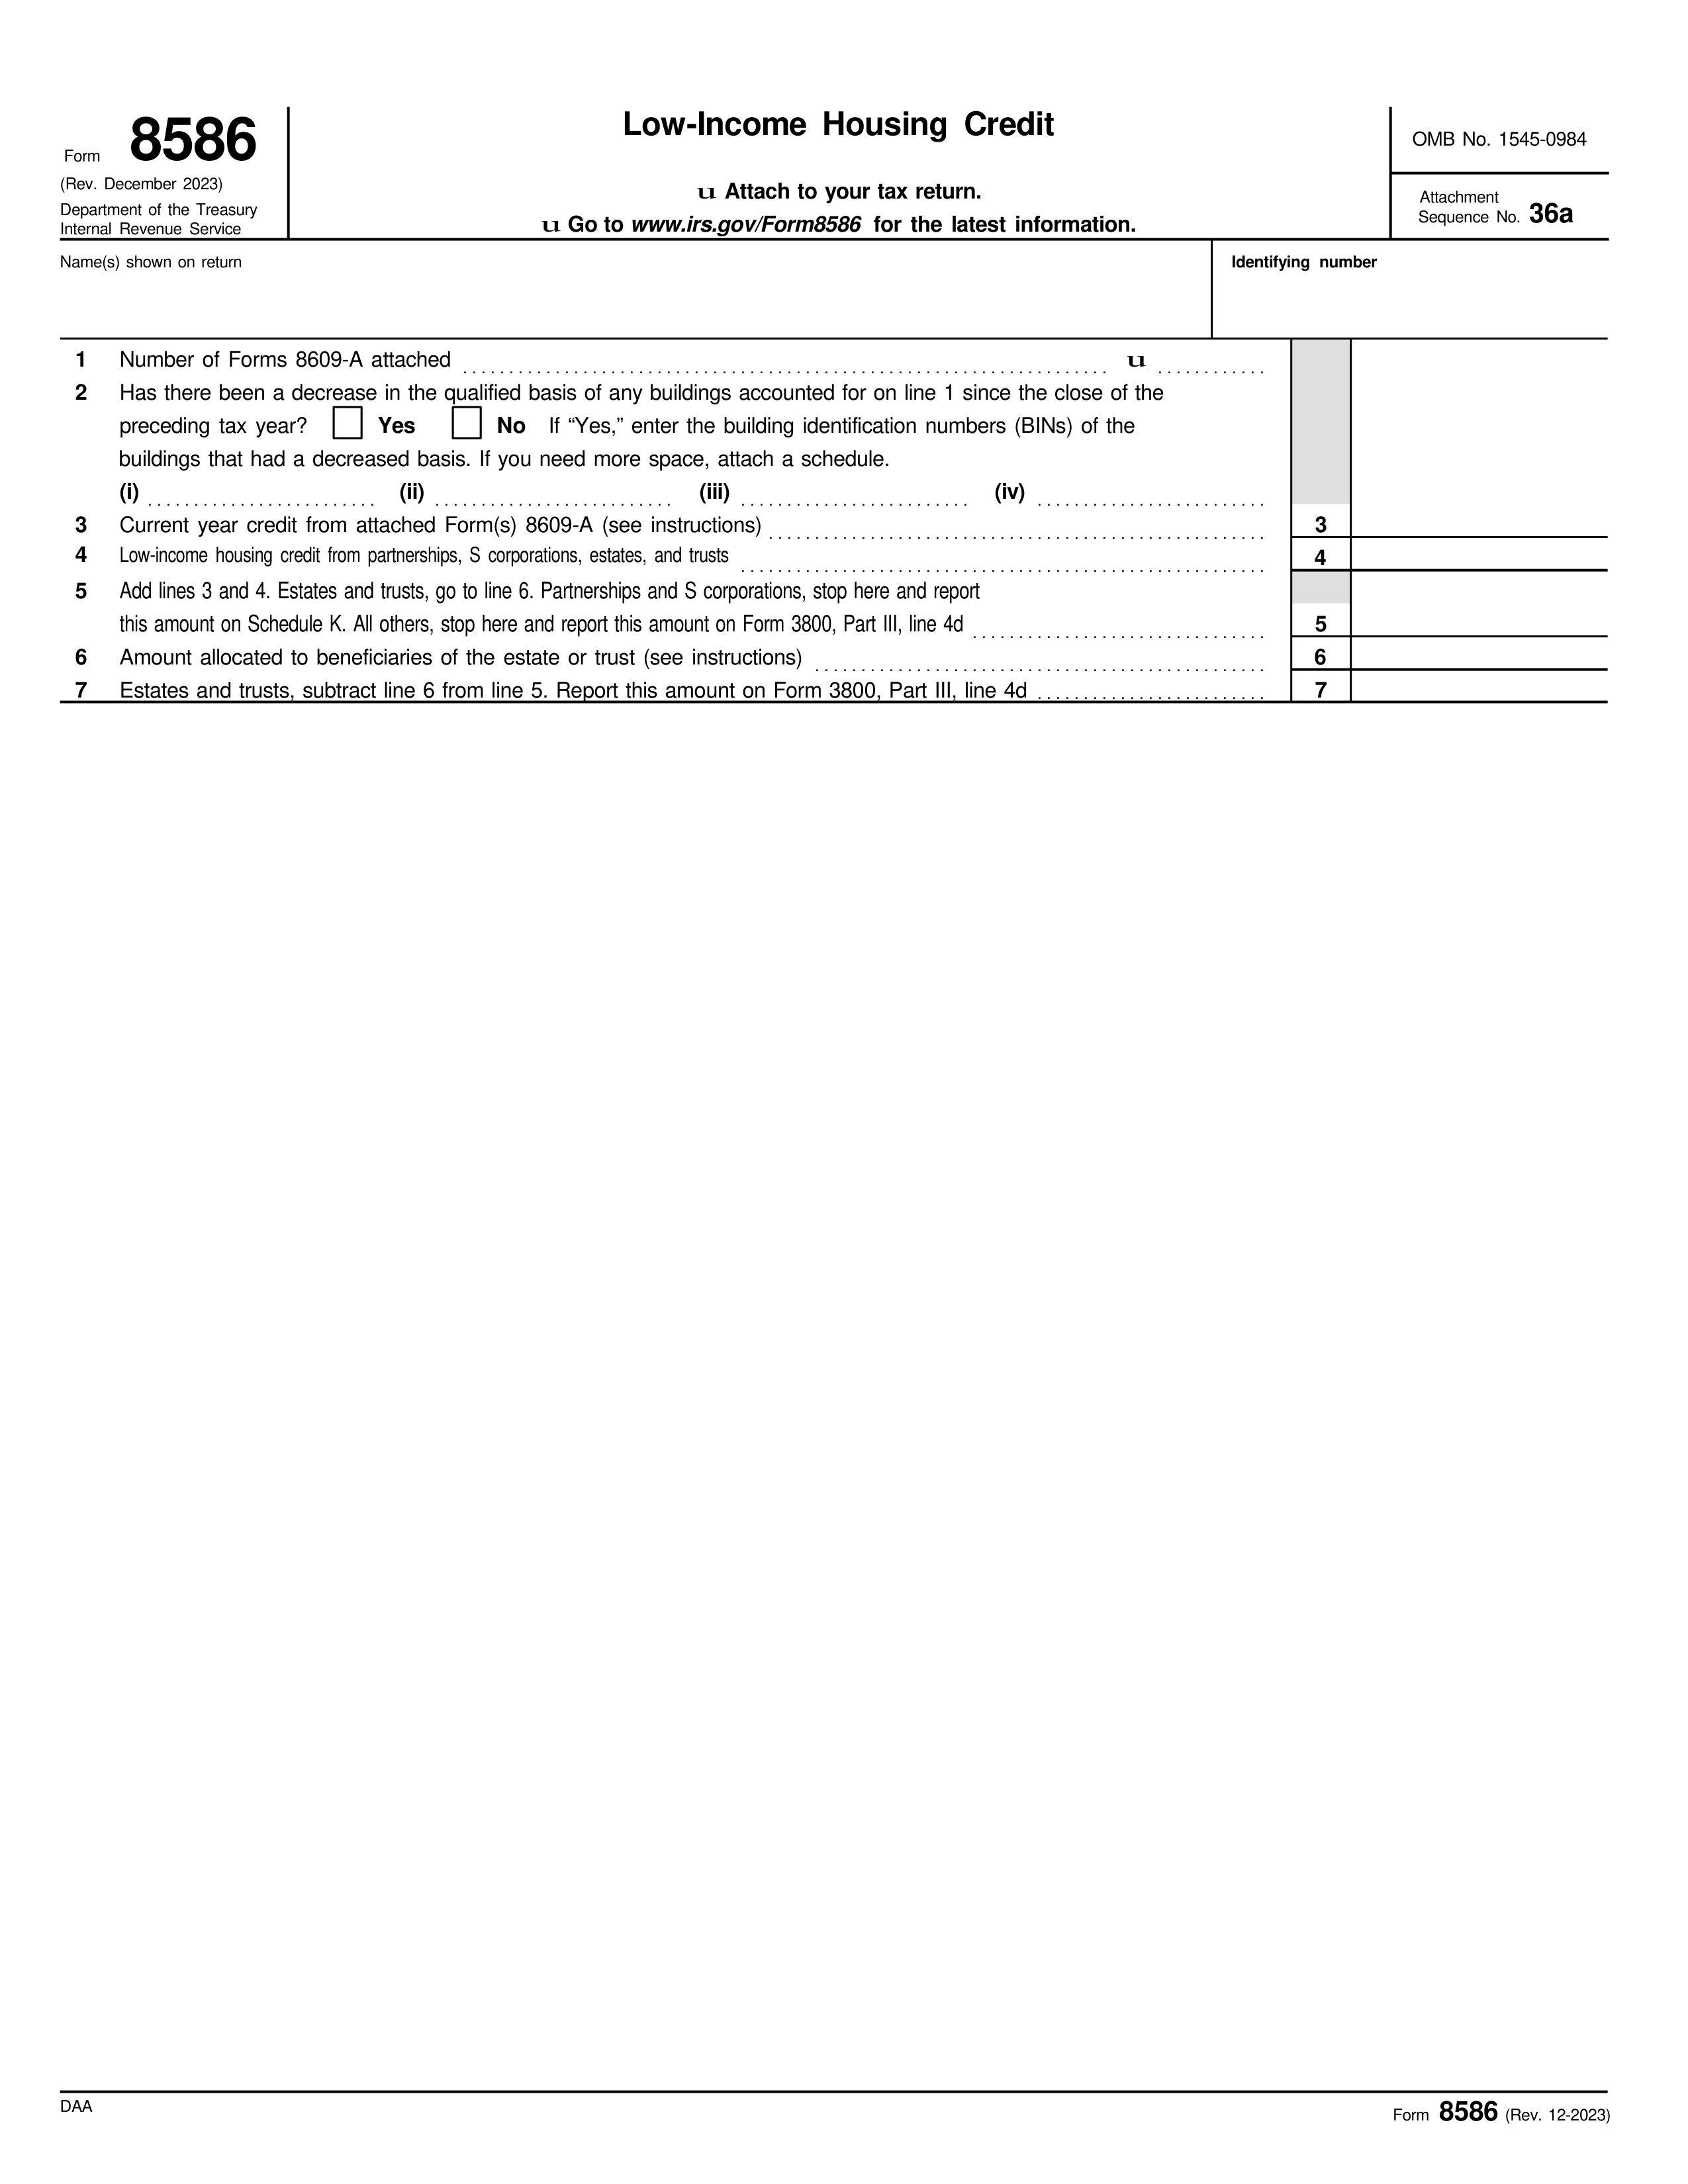 Form 8586
(Rev. December 2023)
Department of the Treasury
Internal Revenue Service
Low-Income Housing Credit
u Attach to your tax return.
u Go to www.irs.gov/Form8586 for the latest information.
OMB No. 1545-0984
Attachment
Sequence No. 36a
Name(s) shown on return
Identifying number
1 Number of Forms 8609-A attached u
2 Has there been a decrease in the qualified basis of any buildings accounted for on line 1 since the close of the
preceding tax year? Yes No If “Yes,” enter the building identification numbers (BINs) of the
buildings that had a decreased basis. If you need more space, attach a schedule.
(i) (ii) (iii) (iv)
3 Current year credit from attached Form(s) 8609-A (see instructions) 3
4 Low-income housing credit from partnerships, S corporations, estates, and trusts 4
5 Add lines 3 and 4. Estates and trusts, go to line 6. Partnerships and S corporations, stop here and report
this amount on Schedule K. All others, stop here and report this amount on Form 3800, Part III, line 4d 5
6 Amount allocated to beneficiaries of the estate or trust (see instructions) 6
7 Estates and trusts, subtract line 6 from line 5. Report this amount on Form 3800, Part III, line 4d 7
DAA
Form 8586 (Rev. 12-2023)